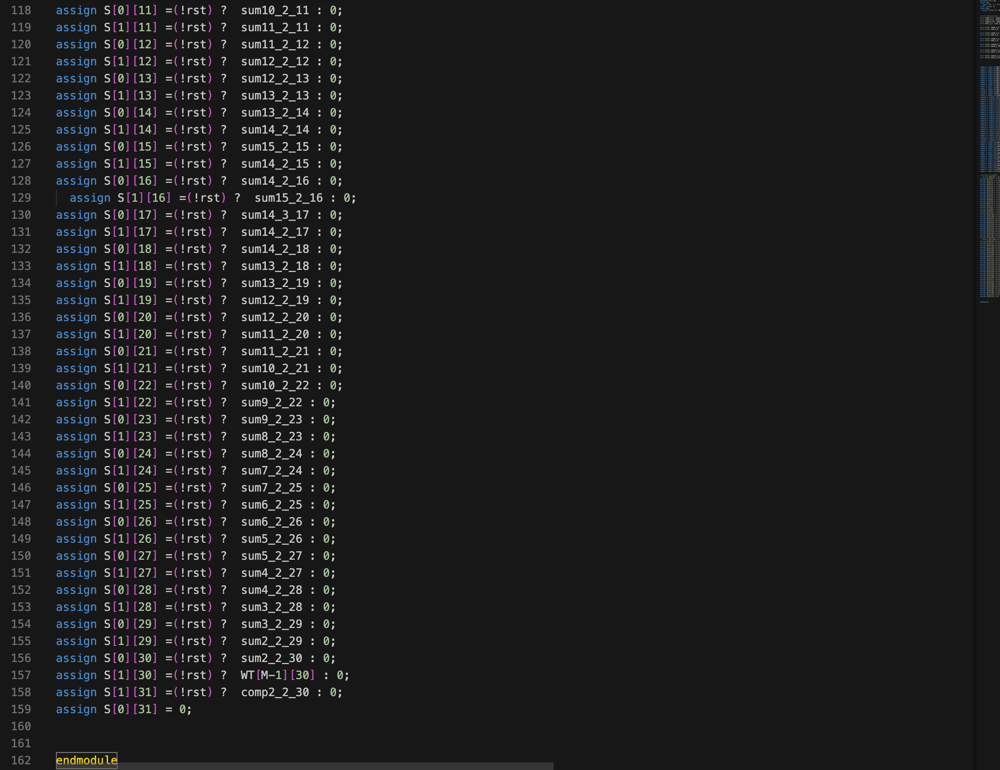 118 assign S[0][11] =(!rst) ?  sum10_2_11 : 0;
119 assign S[1][11] =(!rst) ?  sum11_2_11 : 0;
120 assign S[0][12] =(!rst) ?  sum11_2_12 : 0;
121 assign S[1][12] =(!rst) ?  sum12_2_12 : 0;
122 assign S[0][13] =(!rst) ?  sum12_2_13 : 0;
123 assign S[1][13] =(!rst) ?  sum13_2_13 : 0;
124 assign S[0][14] =(!rst) ?  sum13_2_14 : 0;
125 assign S[1][14] =(!rst) ?  sum14_2_14 : 0;
126 assign S[0][15] =(!rst) ?  sum15_2_15 : 0;
127 assign S[1][15] =(!rst) ?  sum14_2_15 : 0;
128 assign S[0][16] =(!rst) ?  sum14_2_16 : 0;
129   assign S[1][16] =(!rst) ?  sum15_2_16 : 0;
130 assign S[0][17] =(!rst) ?  sum14_3_17 : 0;
131 assign S[1][17] =(!rst) ?  sum14_2_17 : 0;
132 assign S[0][18] =(!rst) ?  sum14_2_18 : 0;
133 assign S[1][18] =(!rst) ?  sum13_2_18 : 0;
134 assign S[0][19] =(!rst) ?  sum13_2_19 : 0;
135 assign S[1][19] =(!rst) ?  sum12_2_19 : 0;
136 assign S[0][20] =(!rst) ?  sum12_2_20 : 0;
137 assign S[1][20] =(!rst) ?  sum11_2_20 : 0;
138 assign S[0][21] =(!rst) ?  sum11_2_21 : 0;
139 assign S[1][21] =(!rst) ?  sum10_2_21 : 0;
140 assign S[0][22] =(!rst) ?  sum10_2_22 : 0;
141 assign S[1][22] =(!rst) ?  sum9_2_22 : 0;
142 assign S[0][23] =(!rst) ?  sum9_2_23 : 0;
143 assign S[1][23] =(!rst) ?  sum8_2_23 : 0;
144 assign S[0][24] =(!rst) ?  sum8_2_24 : 0;
145 assign S[1][24] =(!rst) ?  sum7_2_24 : 0;
146 assign S[0][25] =(!rst) ?  sum7_2_25 : 0;
147 assign S[1][25] =(!rst) ?  sum6_2_25 : 0;
148 assign S[0][26] =(!rst) ?  sum6_2_26 : 0;
149 assign S[1][26] =(!rst) ?  sum5_2_26 : 0;
150 assign S[0][27] =(!rst) ?  sum5_2_27 : 0;
151 assign S[1][27] =(!rst) ?  sum4_2_27 : 0;
152 assign S[0][28] =(!rst) ?  sum4_2_28 : 0;
153 assign S[1][28] =(!rst) ?  sum3_2_28 : 0;
154 assign S[0][29] =(!rst) ?  sum3_2_29 : 0;
155 assign S[1][29] =(!rst) ?  sum2_2_29 : 0;
156 assign S[0][30] =(!rst) ?  sum2_2_30 : 0;
157 assign S[1][30] =(!rst) ?  WT[M-1][30] : 0;
158 assign S[1][31] =(!rst) ?  comp2_2_30 : 0;
159 assign S[0][31] = 0;
160
161
162 endmodule